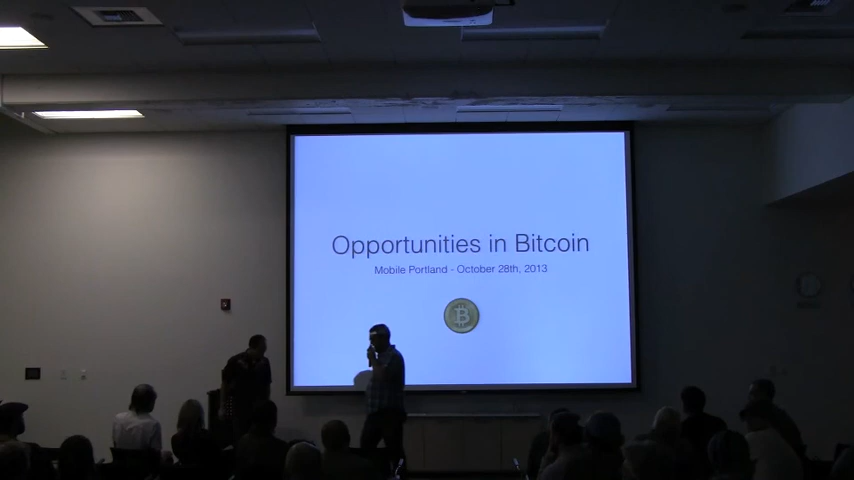 Opportunities in Bitcoin
Mobile Portland - October 28th, 2013
B